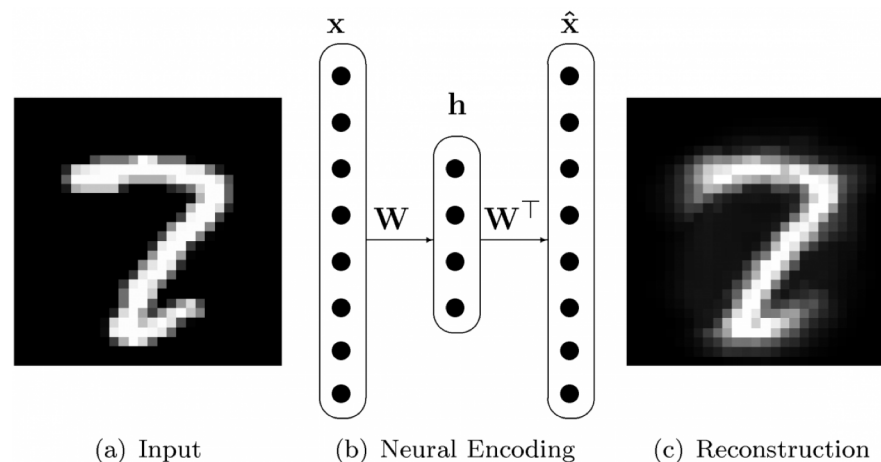 x
x̂
h
W
W⊤
(a) Input
(b) Neural Encoding
(c) Reconstruction